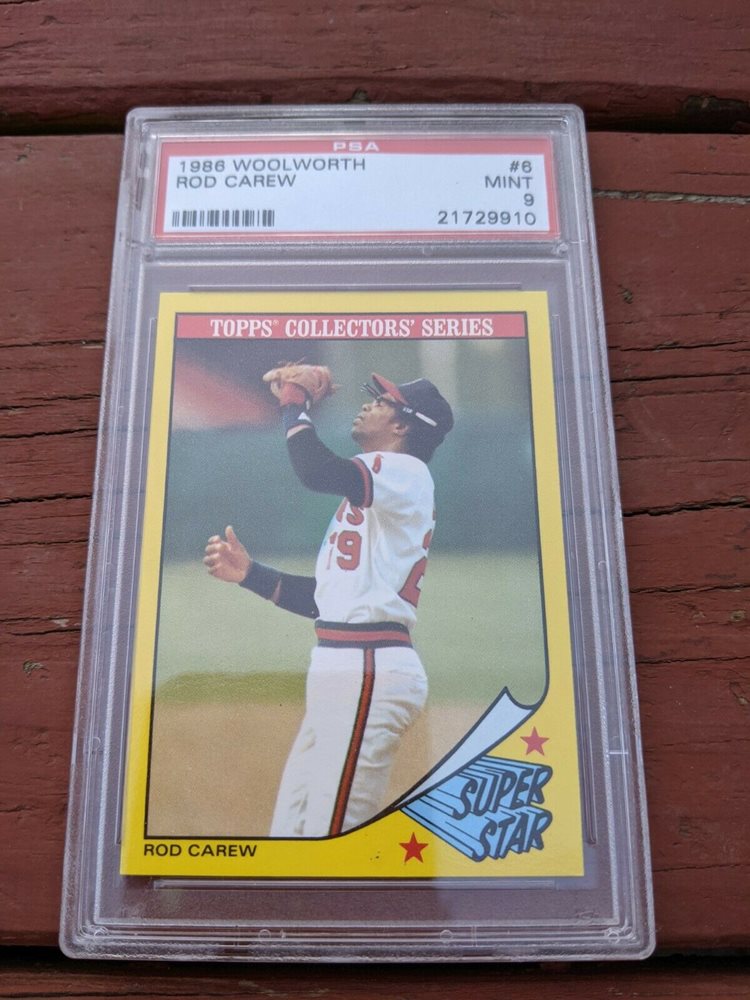 PSA
1986 WOOLWORTH #6
ROD CAREW MINT
9
21729910
TOPPS® COLLECTORS' SERIES
29
ROD CAREW
SUPER
STAR